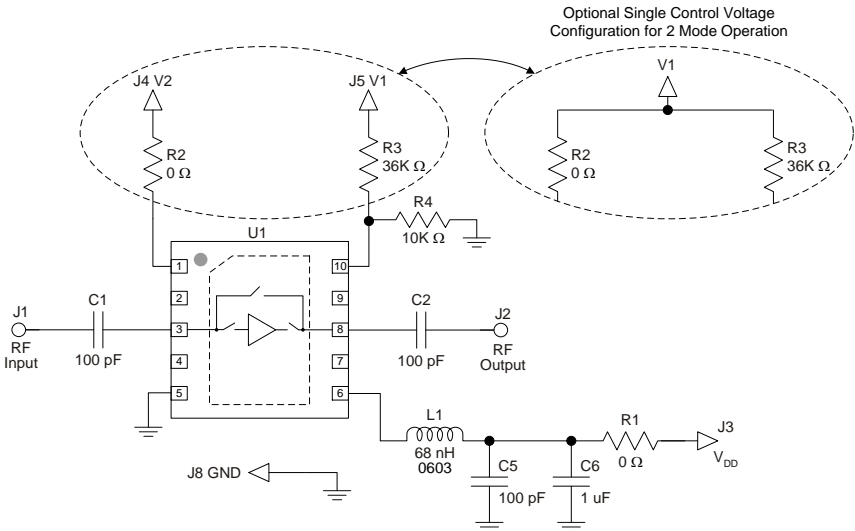 Optional Single Control Voltage
Configuration for 2 Mode Operation
J4 V2
J5 V1
V1
R2
0 Ω
R3
36K Ω
R2
0 Ω
R3
36K Ω
R4
10K Ω
U1
1
10
2
9
J1
C1
3
8
C2
J2
RF
Input
100 pF
100 pF
RF
Output
4
7
5
6
L1
68 nH
0603
R1
0 Ω
J3
VDD
J8 GND
C5
100 pF
C6
1 uF